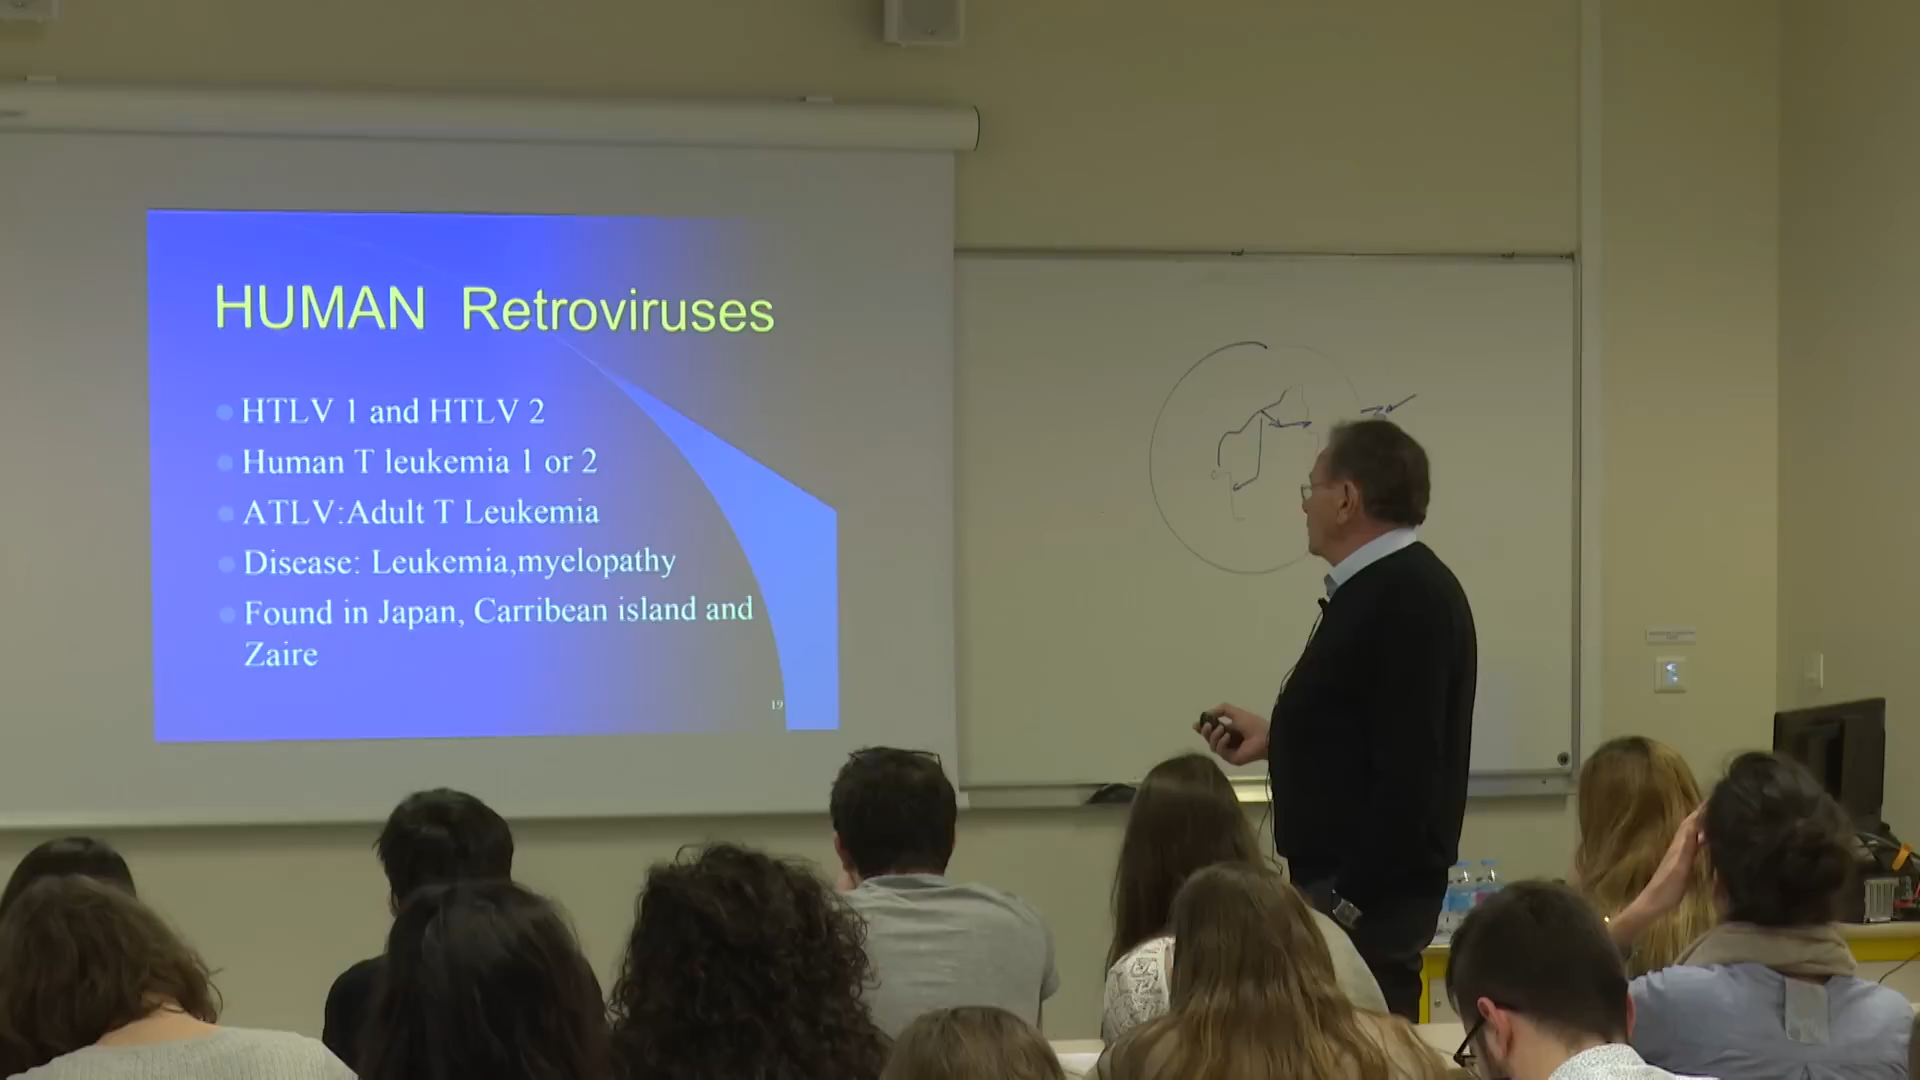 HUMAN Retroviruses
HTLV 1 and HTLV 2
Human T leukemia 1 or 2
ATLV:Adult T Leukemia
Disease: Leukemia,myelopathy
Found in Japan, Carribean island and
Zaire
19